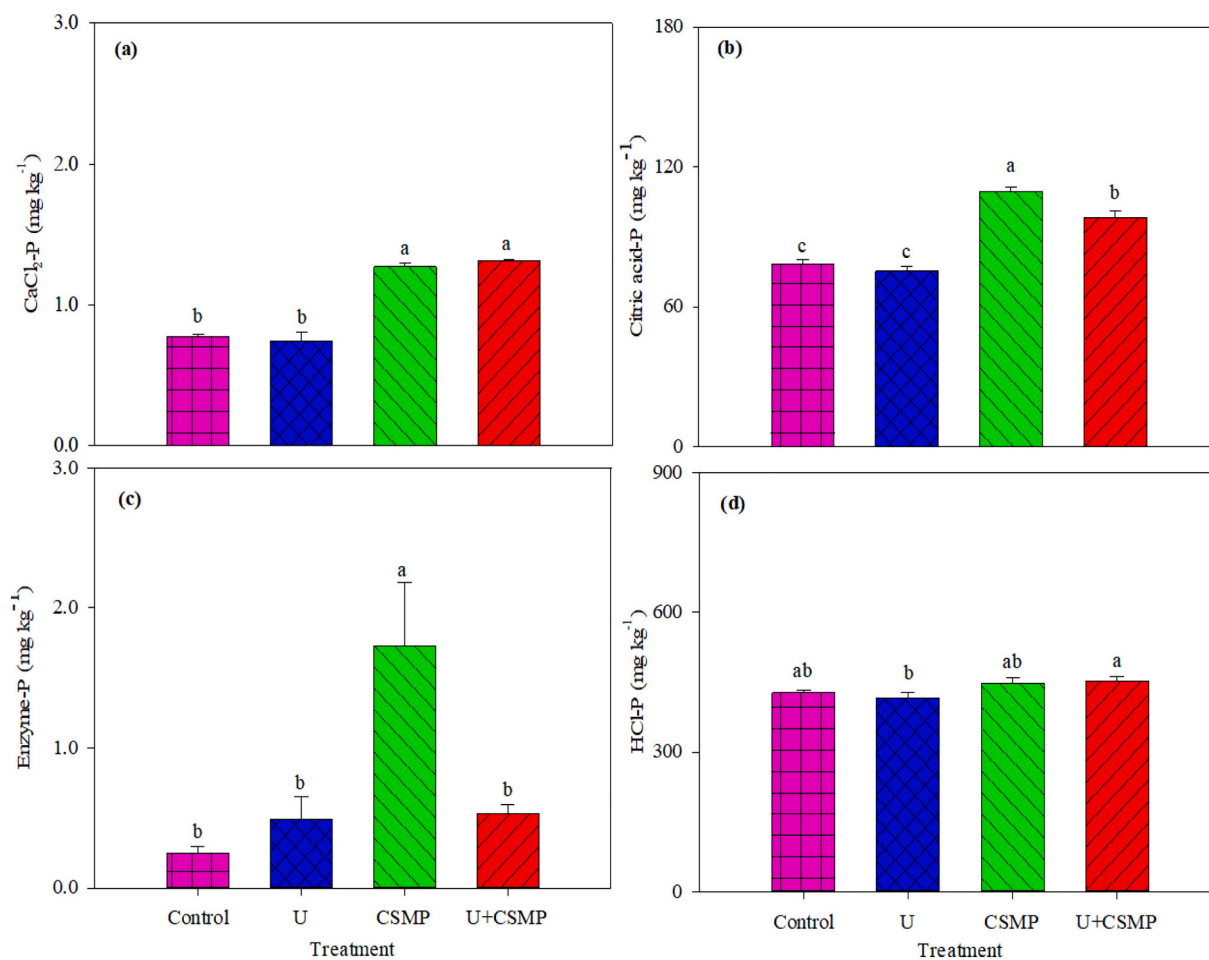 (a)
CaCl₂-P (mg kg⁻¹)
3.0
2.0
1.0
0.0
b
b
a
a
(b)
Citric acid-P (mg kg⁻¹)
180
120
60
0
c
c
a
b
(c)
Enzyme-P (mg kg⁻¹)
3.0
2.0
1.0
0.0
b
b
a
b
Control U CSMP U+CSMP
Treatment
(d)
HCl-P (mg kg⁻¹)
900
600
300
0
ab
b
ab
a
Control U CSMP U+CSMP
Treatment